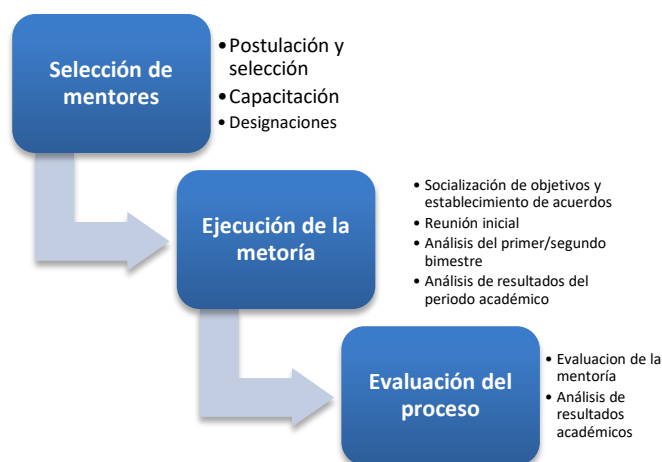 Selección de
mentores
•Postulación y
selección
•Capacitación
•Designaciones
Ejecución de la
metoría
• Socialización de objetivos y
establecimiento de acuerdos
• Reunión inicial
• Análisis del primer/segundo
bimestre
• Análisis de resultados del
periodo académico
Evaluación del
proceso
• Evaluacion de la
mentoría
• Análisis de
resultados
académicos